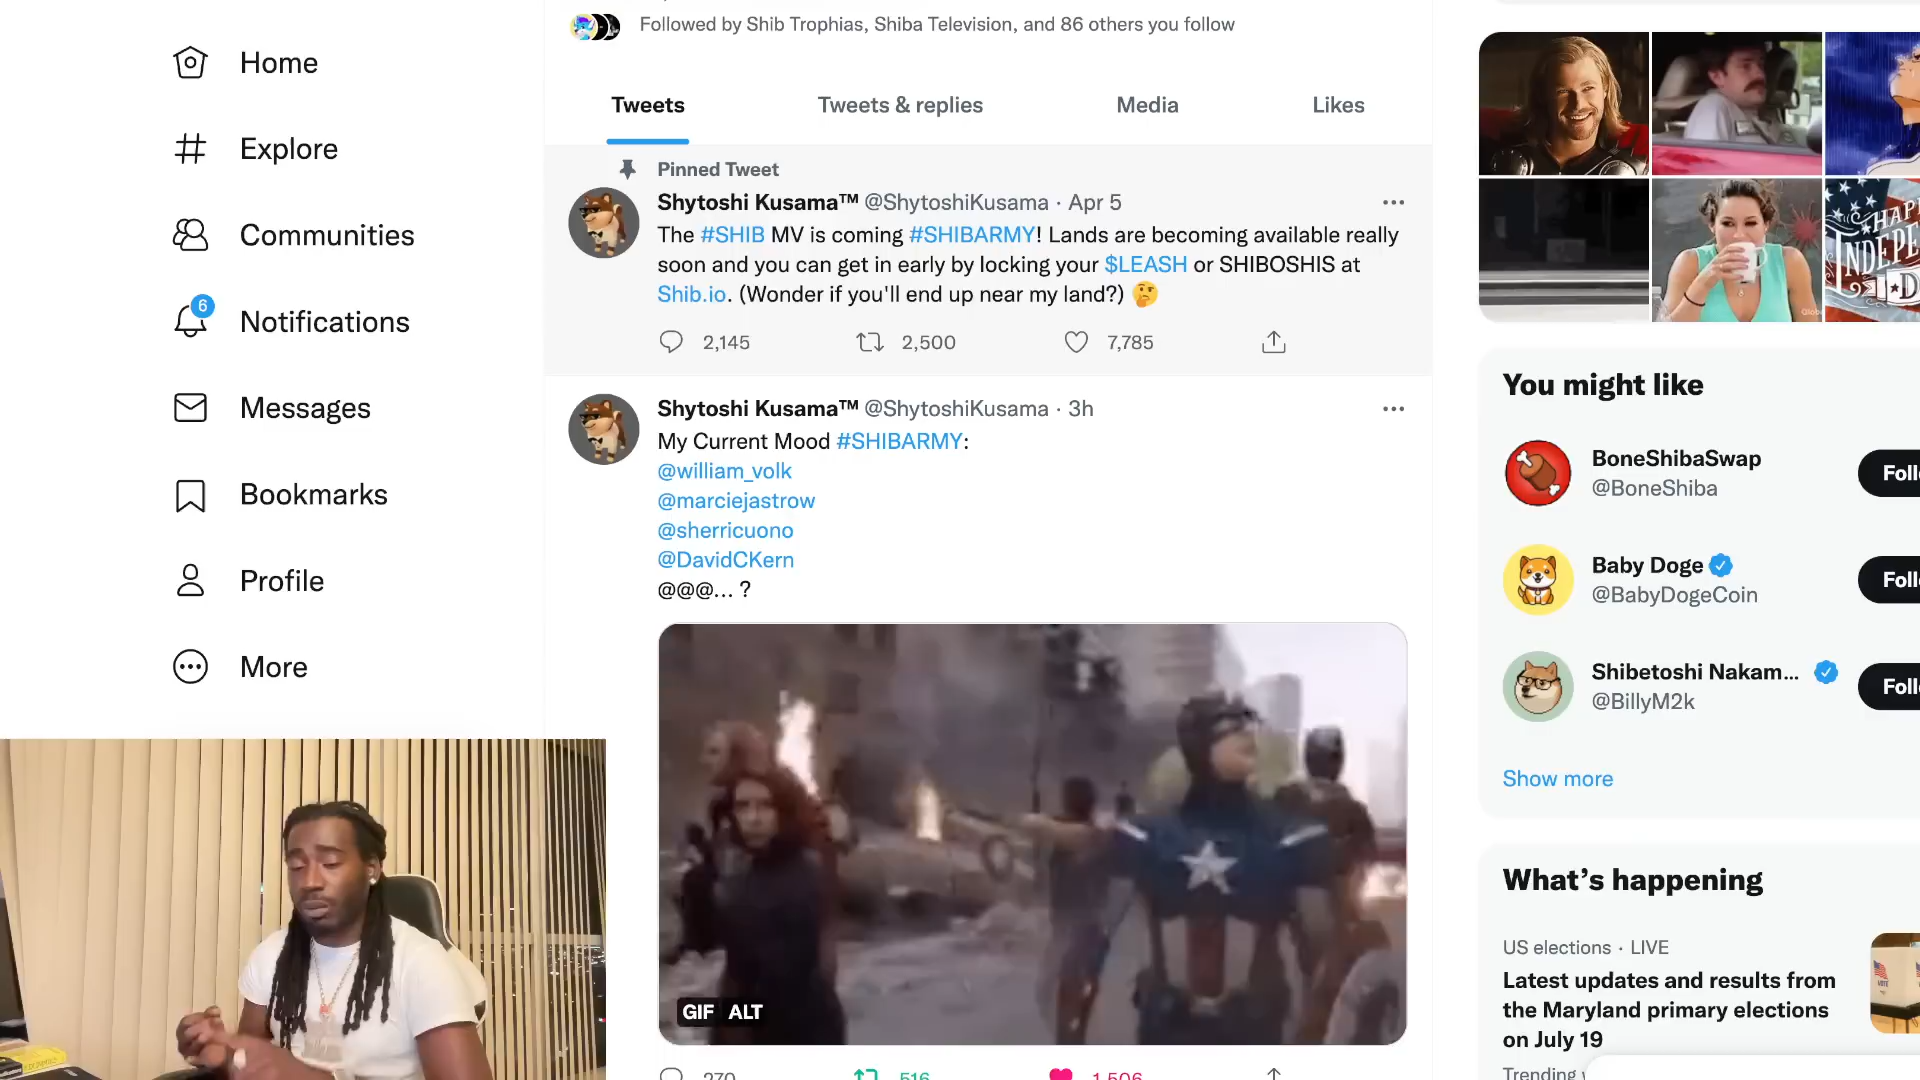 Home
Explore
Communities
6
Notifications
Messages
Bookmarks
Profile
More
Followed by Shib Trophias, Shiba Television, and 86 others you follow
Tweets
Tweets & replies
Media
Likes
Pinned Tweet
Shytoshi Kusama™ @ShytoshiKusama · Apr 5
The #SHIB MV is coming #SHIBARMY! Lands are becoming available really
soon and you can get in early by locking your $LEASH or SHIBOSHIS at
Shib.io. (Wonder if you'll end up near my land?) 🤔
2,145
2,500
7,785
Shytoshi Kusama™ @ShytoshiKusama · 3h
My Current Mood #SHIBARMY:
@william_volk
@marciejastrow
@sherricuono
@DavidCKern
@@@... ?
GIF ALT
270
516
1,506
You might like
BoneShibaSwap
@BoneShiba
Foll
Baby Doge
@BabyDogeCoin
Foll
Shibetoshi Nakam...
@BillyM2k
Foll
Show more
What's happening
US elections · LIVE
Latest updates and results from
the Maryland primary elections
on July 19
Trending